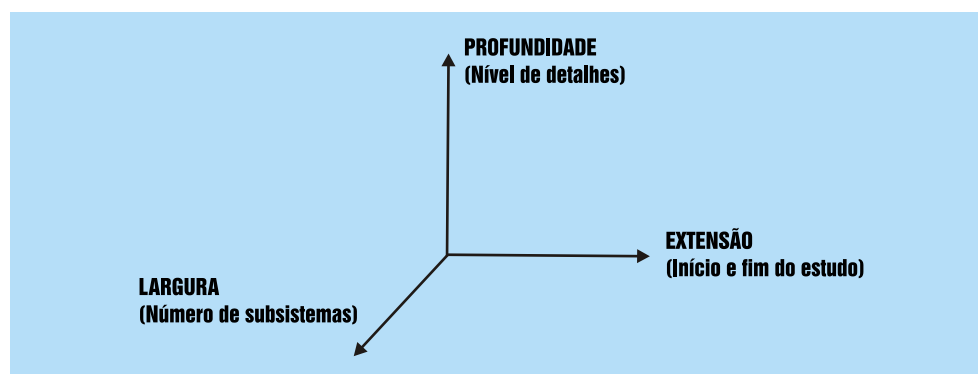 PROFUNDIDADE
(Nível de detalhes)
EXTENSÃO
(Início e fim do estudo)
LARGURA
(Número de subsistemas)